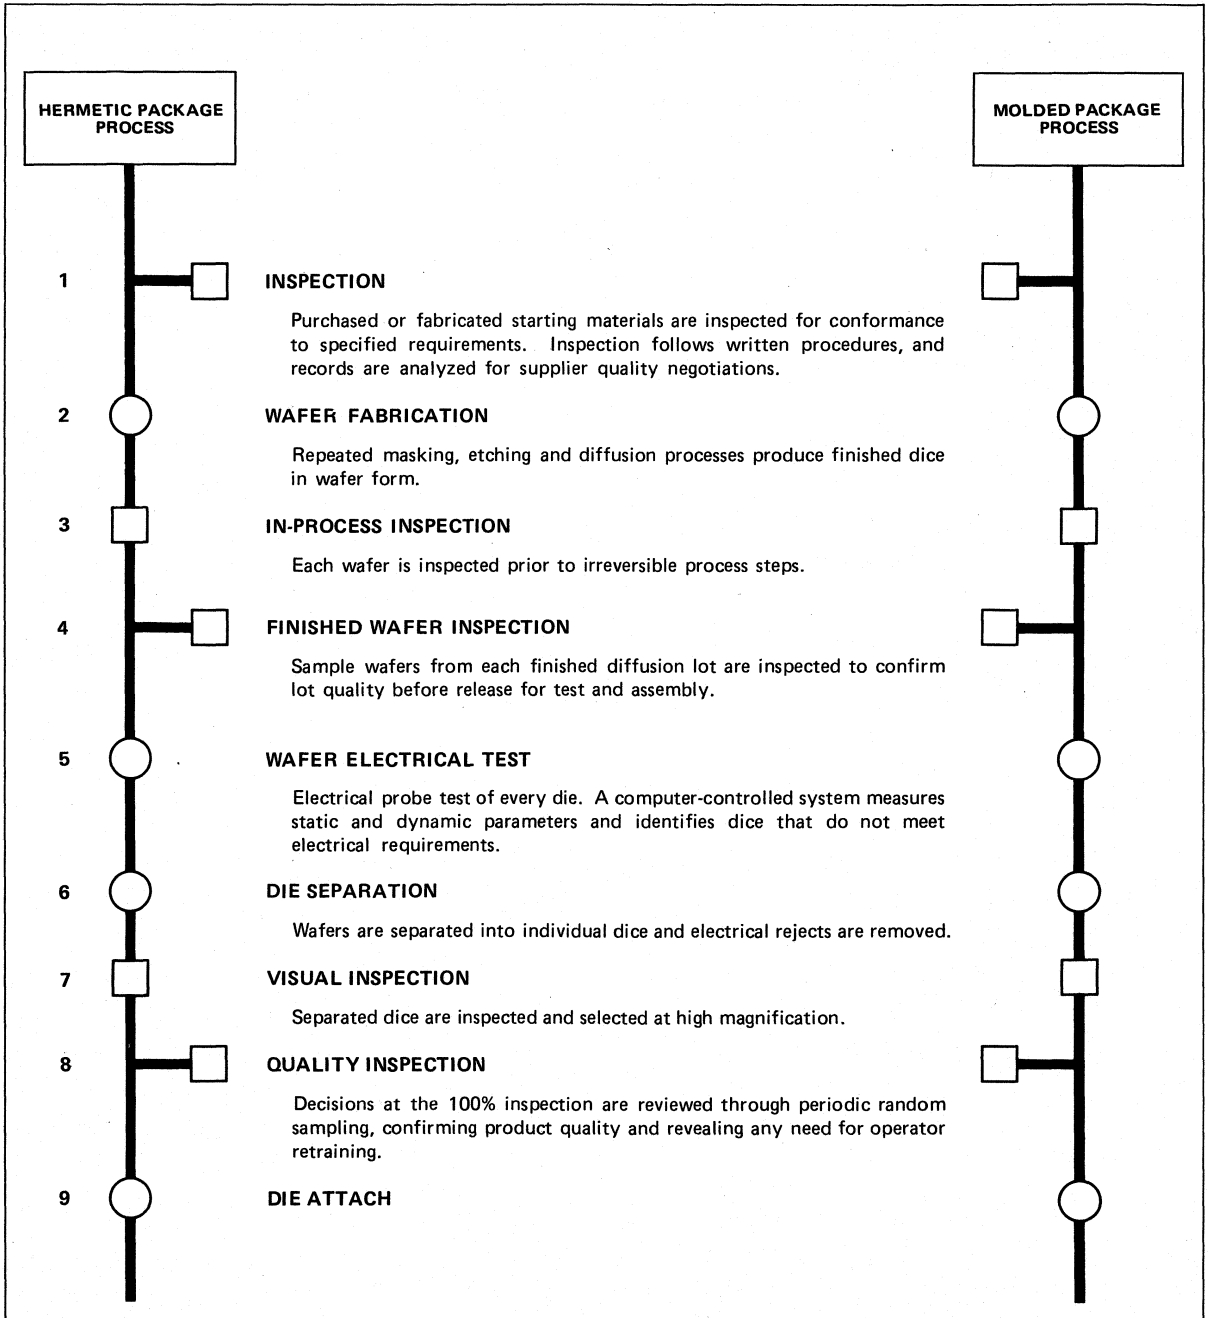 HERMETIC PACKAGE
PROCESS
MOLDED PACKAGE
PROCESS
1
INSPECTION
Purchased or fabricated starting materials are inspected for conformance
to specified requirements. Inspection follows written procedures, and
records are analyzed for supplier quality negotiations.
2
WAFER FABRICATION
Repeated masking, etching and diffusion processes produce finished dice
in wafer form.
3
IN-PROCESS INSPECTION
Each wafer is inspected prior to irreversible process steps.
4
FINISHED WAFER INSPECTION
Sample wafers from each finished diffusion lot are inspected to confirm
lot quality before release for test and assembly.
5
WAFER ELECTRICAL TEST
Electrical probe test of every die. A computer-controlled system measures
static and dynamic parameters and identifies dice that do not meet
electrical requirements.
6
DIE SEPARATION
Wafers are separated into individual dice and electrical rejects are removed.
7
VISUAL INSPECTION
Separated dice are inspected and selected at high magnification.
8
QUALITY INSPECTION
Decisions at the 100% inspection are reviewed through periodic random
sampling, confirming product quality and revealing any need for operator
retraining.
9
DIE ATTACH